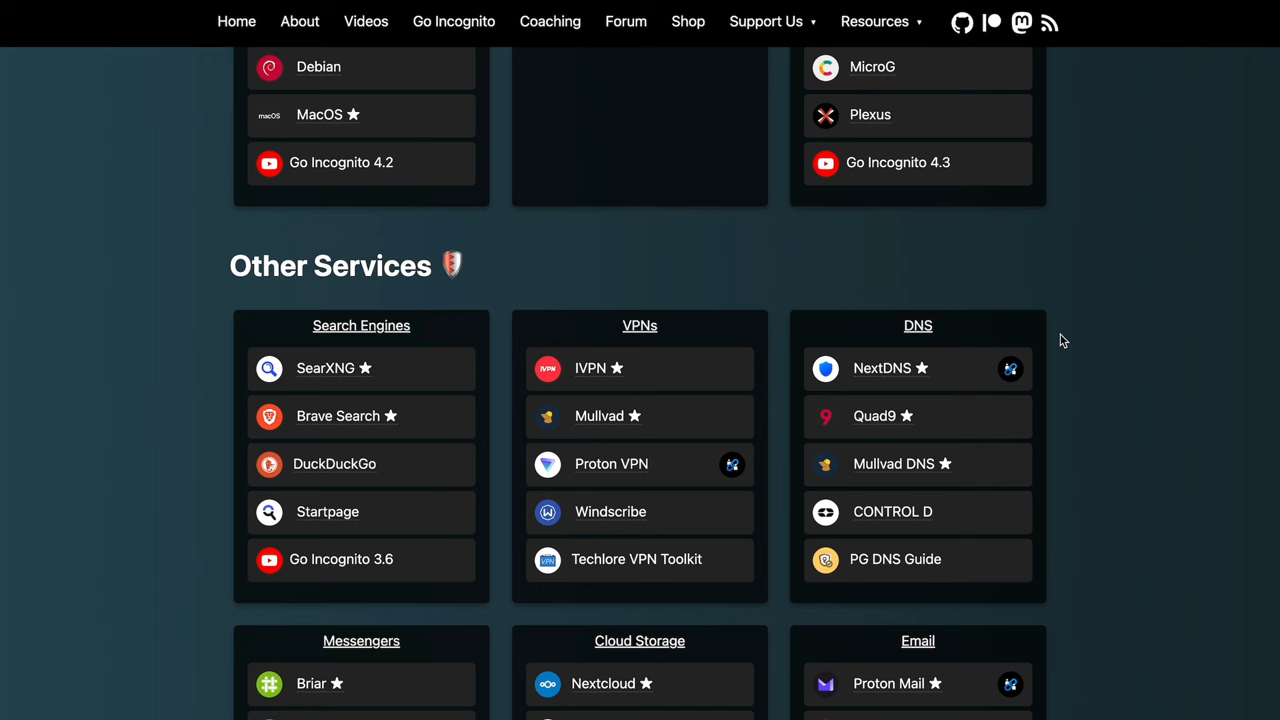 Home About Videos Go Incognito Coaching Forum Shop Support Us Resources
Debian
macOS MacOS ★
Go Incognito 4.2
MicroG
Plexus
Go Incognito 4.3
Other Services
Search Engines
SearXNG ★
Brave Search ★
DuckDuckGo
Startpage
Go Incognito 3.6
VPNs
IVPN IVPN ★
Mullvad ★
Proton VPN
Windscribe
VPN Techlore VPN Toolkit
DNS
NextDNS ★
9 Quad9 ★
Mullvad DNS ★
CONTROL D
PG DNS Guide
Messengers
Briar ★
Cloud Storage
Nextcloud ★
Email
Proton Mail ★